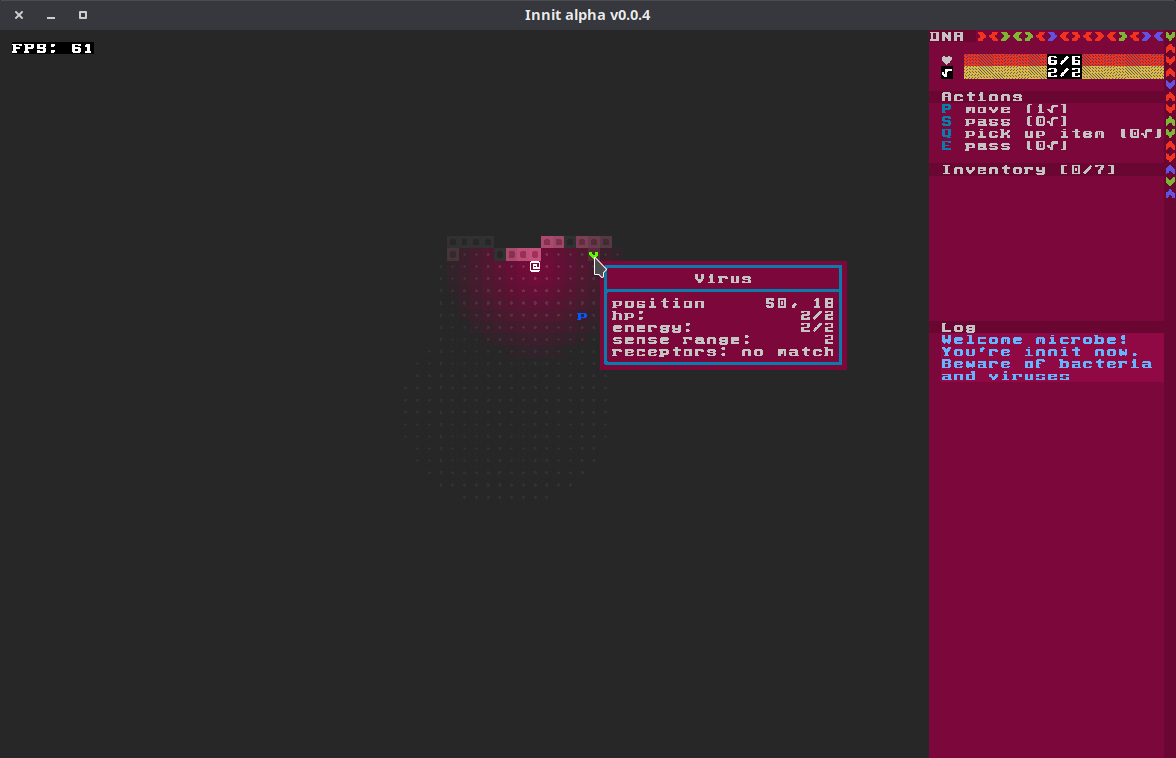 Innit alpha v0.0.4
FPS: 61
DNA
6/6
2/2
Actions
P move (1√)
S pass (0√)
Q pick up item (0√)
E pass (0√)
Inventory [0/7]
@
p
v
Virus
position 50, 18
hp: 2/2
energy: 2/2
sense range: 2
receptors: no match
Log
Welcome microbe!
You're innit now.
Beware of bacteria
and viruses